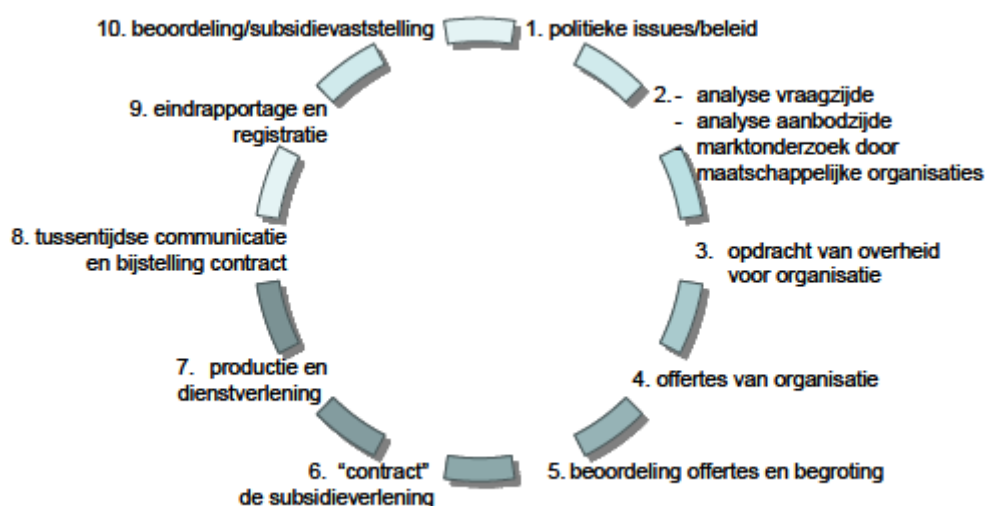 1. politieke issues/beleid
2. - analyse vraagzijde
- analyse aanbodzijde
- marktonderzoek door
maatschappelijke organisaties
3. opdracht van overheid
voor organisatie
4. offertes van organisatie
5. beoordeling offertes en begroting
6. "contract"
de subsidieverlening
7. productie en
dienstverlening
8. tussentijdse communicatie
en bijstelling contract
9. eindrapportage en
registratie
10. beoordeling/subsidievaststelling